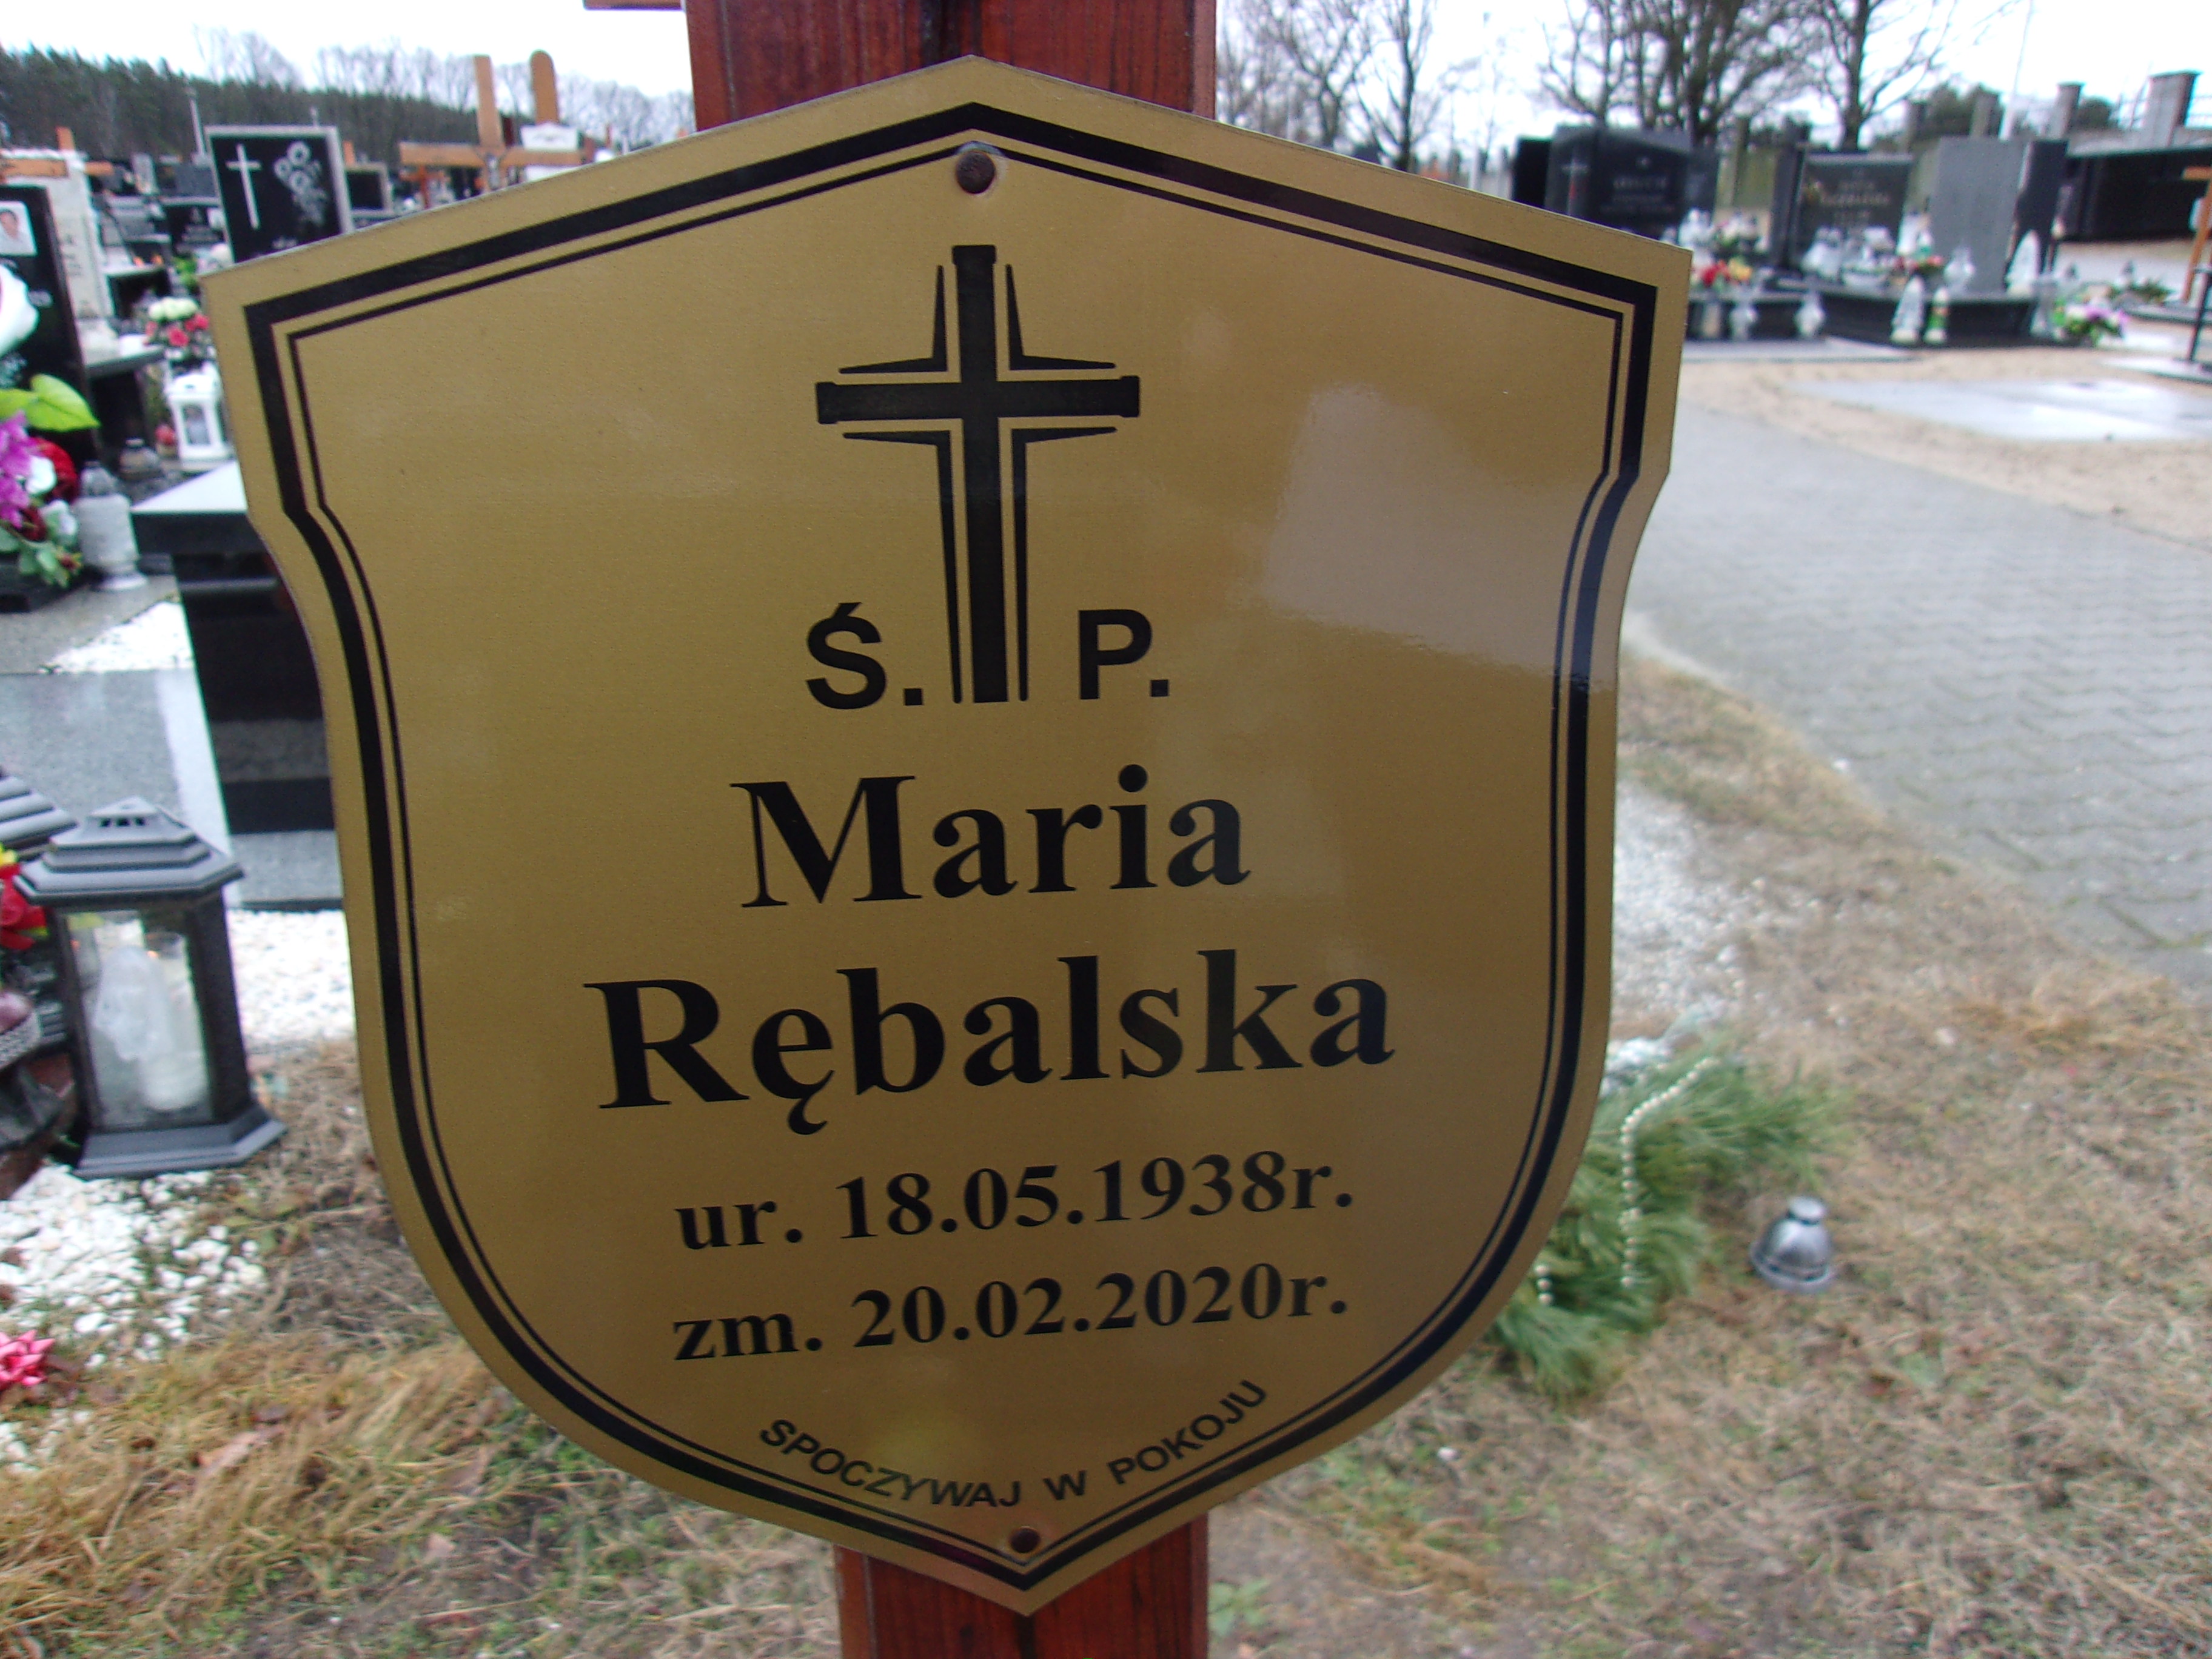 Ś. P.
Maria
Rębalska
ur. 18.05.1938r.
zm. 20.02.2020r.
SPOCZYWAJ W POKOJU